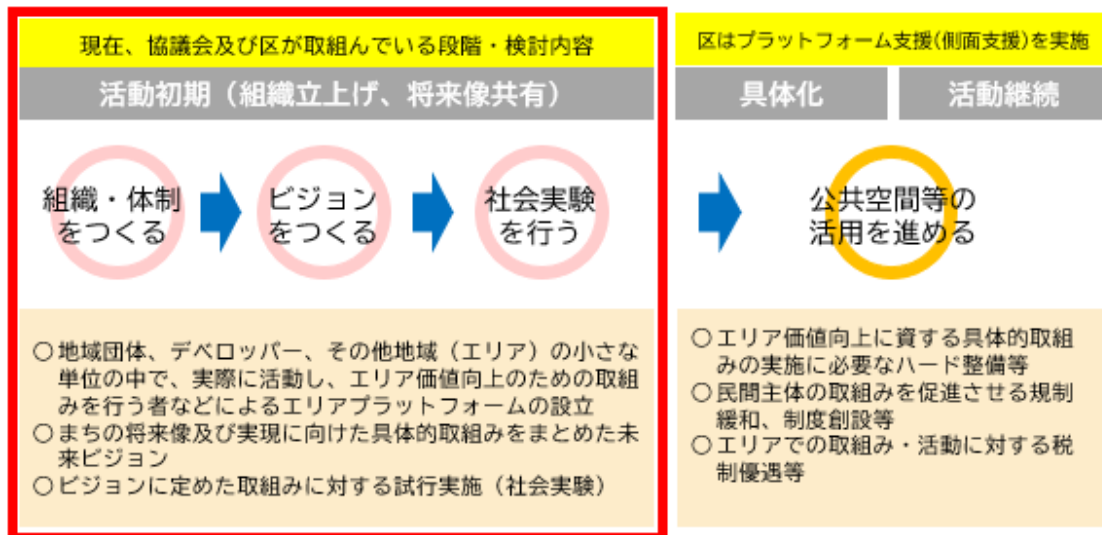 現在、協議会及び区が取組んでいる段階・検討内容
活動初期（組織立上げ、将来像共有）
組織・体制
をつくる
ビジョン
をつくる
社会実験
を行う
○地域団体、デベロッパー、その他地域（エリア）の小さな
単位の中で、実際に活動し、エリア価値向上のための取組
みを行う者などによるエリアプラットフォームの設立
○まちの将来像及び実現に向けた具体的取組みをまとめた未
来ビジョン
○ビジョンに定めた取組みに対する試行実施（社会実験）
区はプラットフォーム支援(側面支援)を実施
具体化
活動継続
公共空間等の
活用を進める
○エリア価値向上に資する具体的取組
みの実施に必要なハード整備等
○民間主体の取組みを促進させる規制
緩和、制度創設等
○エリアでの取組み・活動に対する税
制優遇等